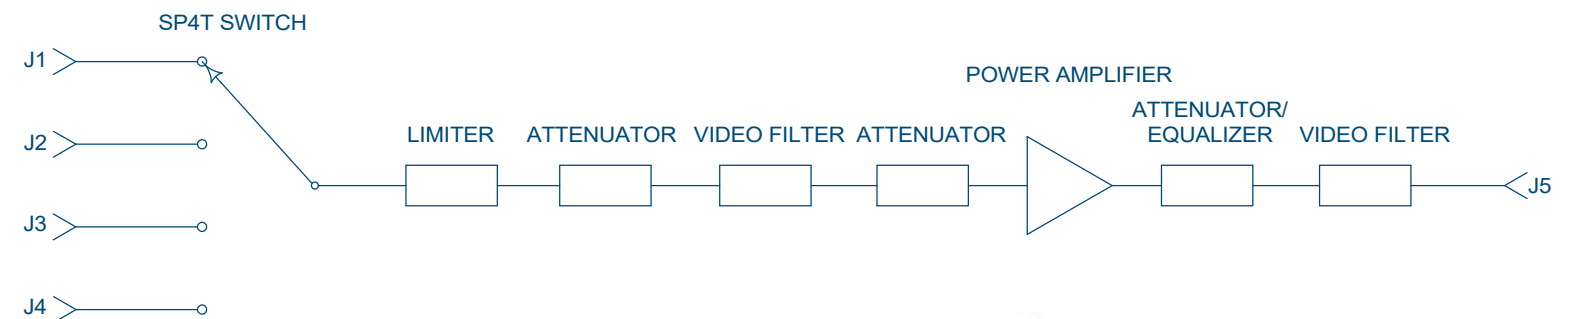 SP4T SWITCH
J1
J2
J3
J4
LIMITER
ATTENUATOR
VIDEO FILTER
ATTENUATOR
POWER AMPLIFIER
ATTENUATOR/
EQUALIZER
VIDEO FILTER
J5